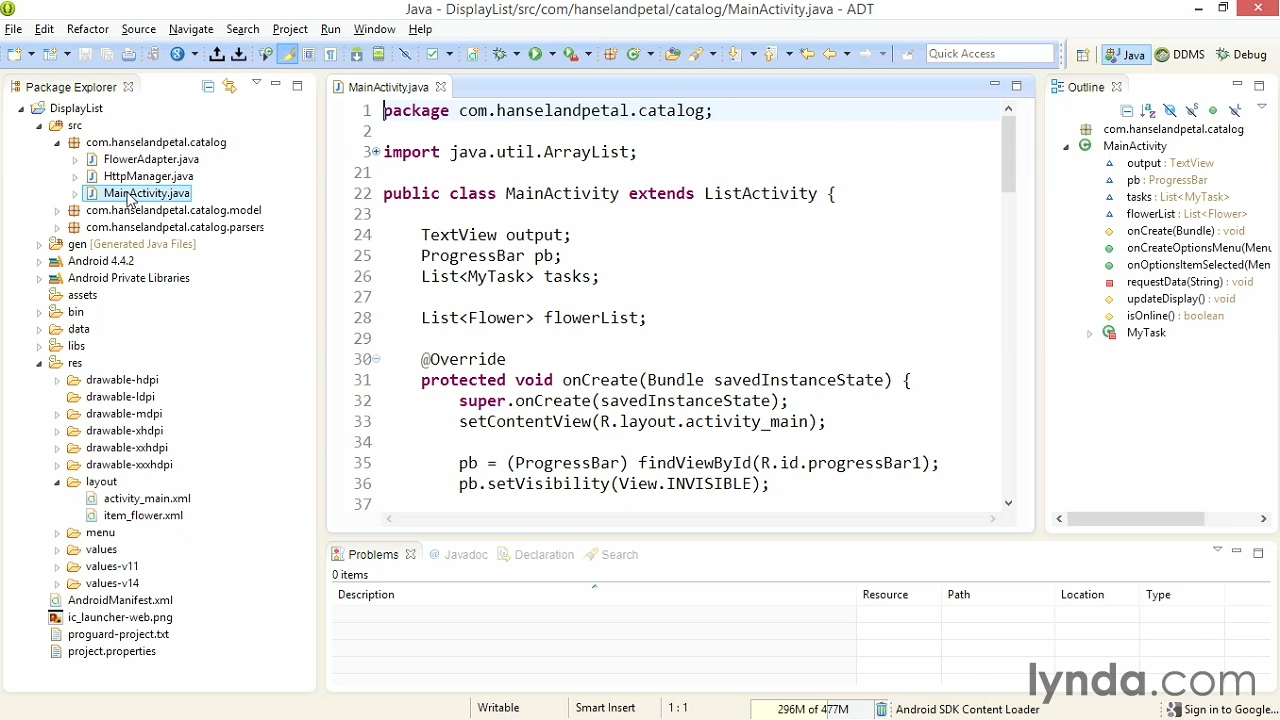 Java - DisplayList/src/com/hanselandpetal/catalog/MainActivity.java - ADT
File Edit Refactor Source Navigate Search Project Run Window Help
Quick Access
Java
DDMS
Debug
Package Explorer
DisplayList
src
com.hanselandpetal.catalog
FlowerAdapter.java
HttpManager.java
MainActivity.java
com.hanselandpetal.catalog.model
com.hanselandpetal.catalog.parsers
gen [Generated Java Files]
Android 4.4.2
Android Private Libraries
assets
bin
data
libs
res
drawable-hdpi
drawable-ldpi
drawable-mdpi
drawable-xhdpi
drawable-xxhdpi
drawable-xxxhdpi
layout
activity_main.xml
item_flower.xml
menu
values
values-v11
values-v14
AndroidManifest.xml
ic_launcher-web.png
proguard-project.txt
project.properties
MainActivity.java
1 package com.hanselandpetal.catalog;
2
3 import java.util.ArrayList;
21
22 public class MainActivity extends ListActivity {
23
24 TextView output;
25 ProgressBar pb;
26 List<MyTask> tasks;
27
28 List<Flower> flowerList;
29
30 @Override
31 protected void onCreate(Bundle savedInstanceState) {
32 super.onCreate(savedInstanceState);
33 setContentView(R.layout.activity_main);
34
35 pb = (ProgressBar) findViewById(R.id.progressBar1);
36 pb.setVisibility(View.INVISIBLE);
37
Outline
com.hanselandpetal.catalog
MainActivity
output : TextView
pb : ProgressBar
tasks : List<MyTask>
flowerList : List<Flower>
onCreate(Bundle) : void
onCreateOptionsMenu(Menu
onOptionsItemSelected(Men
requestData(String) : void
updateDisplay() : void
isOnline() : boolean
MyTask
Problems
Javadoc
Declaration
Search
0 items
Description Resource Path Location Type
lynda.com
Writable
Smart Insert
1 : 1
296M of 477M
Android SDK Content Loader
Sign in to Google...